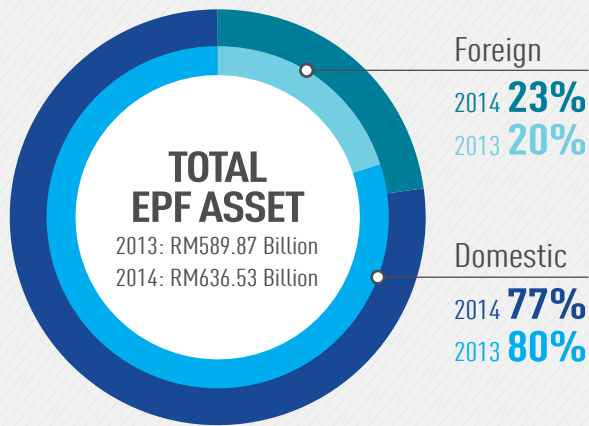 TOTAL
EPF ASSET
2013: RM589.87 Billion
2014: RM636.53 Billion
Foreign
2014 23%
2013 20%
Domestic
2014 77%
2013 80%